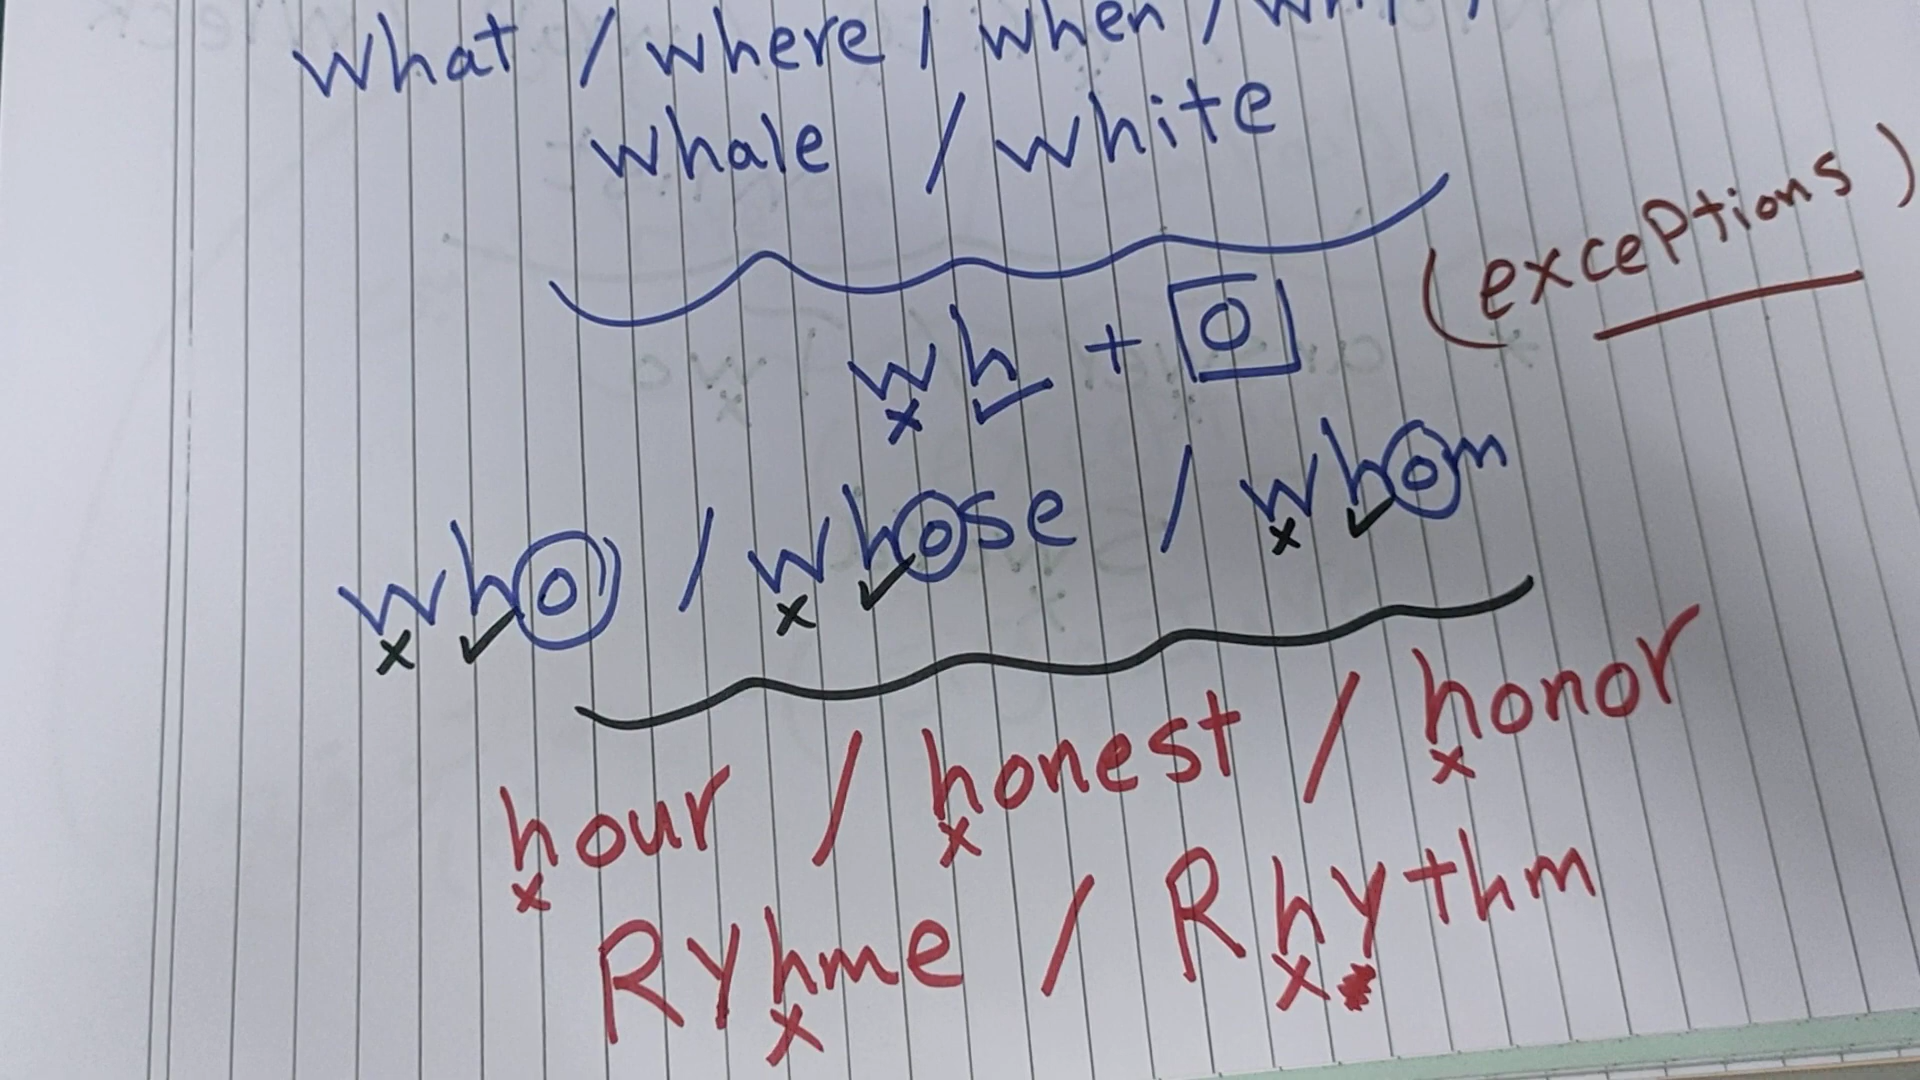 what / where / when /
whale / white
(exceptions)
wh + O
who / whose / whom
hour / honest / honor
Ryhme / Rhythm